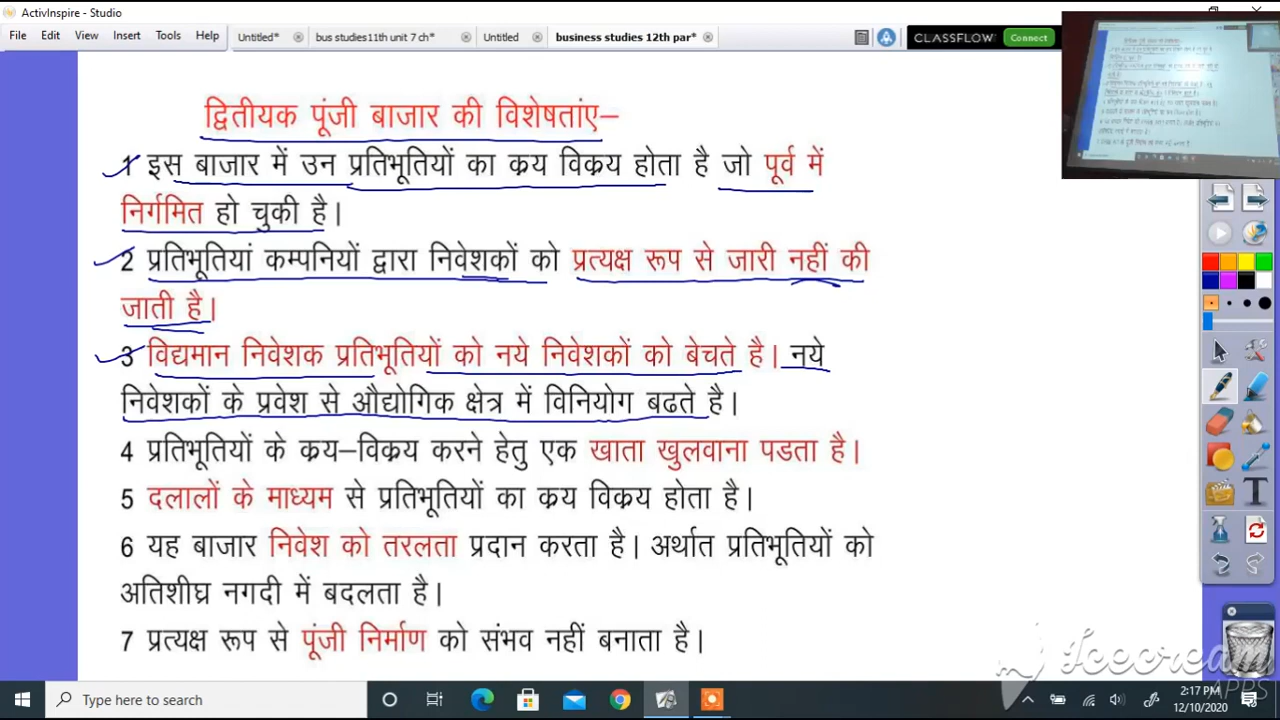 ActivInspire - Studio
File Edit View Insert Tools Help
Untitled* bus studies11th unit 7 ch* Untitled business studies 12th par*
CLASSFLOW Connect
द्वितीयक पूंजी बाजार की विशेषतांए–
1 इस बाजार में उन प्रतिभूतियों का क्रय विक्रय होता है जो पूर्व में
निर्गमित हो चुकी है।
2 प्रतिभूतियां कम्पनियों द्वारा निवेशकों को प्रत्यक्ष रूप से जारी नहीं की
जाती है।
3 विद्यमान निवेशक प्रतिभूतियों को नये निवेशकों को बेचते है। नये
निवेशकों के प्रवेश से औद्योगिक क्षेत्र में विनियोग बढते है।
4 प्रतिभूतियों के क्रय–विक्रय करने हेतु एक खाता खुलवाना पडता है।
5 दलालों के माध्यम से प्रतिभूतियों का क्रय विक्रय होता है।
6 यह बाजार निवेश को तरलता प्रदान करता है। अर्थात प्रतिभूतियों को
अतिशीघ्र नगदी में बदलता है।
7 प्रत्यक्ष रूप से पूंजी निर्माण को संभव नहीं बनाता है।
Icecream
APPS
Type here to search
2:17 PM
12/10/2020